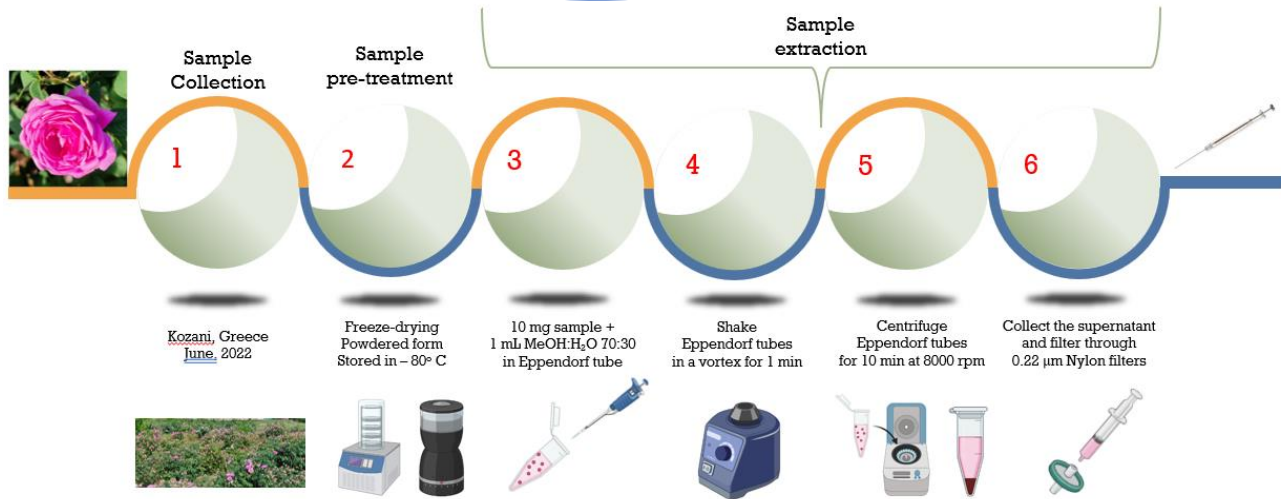 Sample
extraction
Sample
Collection
Sample
pre-treatment
1
2
3
4
5
6
Kozani, Greece
June, 2022
Freeze-drying
Powdered form
Stored in – 80° C
10 mg sample +
1 mL MeOH:H₂O 70:30
in Eppendorf tube
Shake
Eppendorf tubes
in a vortex for 1 min
Centrifuge
Eppendorf tubes
for 10 min at 8000 rpm
Collect the supernatant
and filter through
0.22 μm Nylon filters